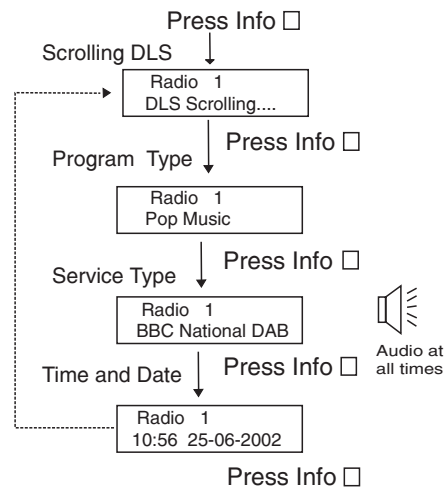 Press Info □
Scrolling DLS
Radio 1
DLS Scrolling....
Press Info □
Program Type
Radio 1
Pop Music
Press Info □
Service Type
Radio 1
BBC National DAB
Audio at
all times
Press Info □
Time and Date
Radio 1
10:56 25-06-2002
Press Info □